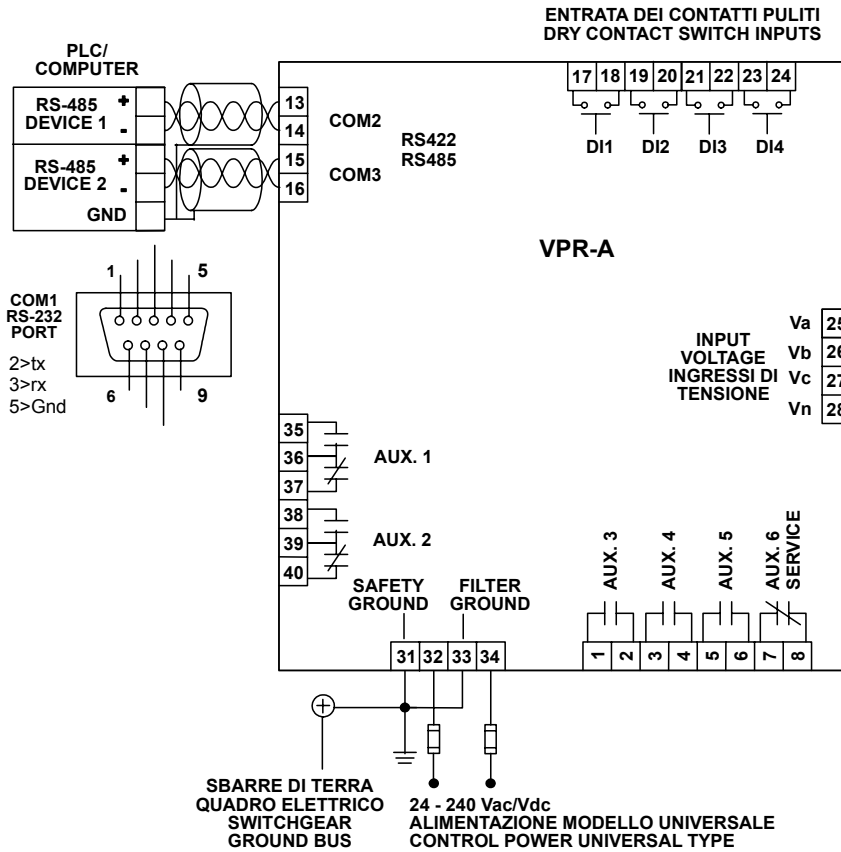 ENTRATA DEI CONTATTI PULITI
DRY CONTACT SWITCH INPUTS
PLC/
COMPUTER
17 18 19 20 21 22 23 24
DI1 DI2 DI3 DI4
RS-485
DEVICE 1
+
-
RS-485
DEVICE 2
+
-
GND
13
14
15
16
COM2
COM3
RS422
RS485
VPR-A
1 5
COM1
RS-232
PORT
2>tx
3>rx
5>Gnd
6 9
INPUT
VOLTAGE
INGRESSI DI
TENSIONE
Va 25
Vb 26
Vc 27
Vn 28
35
36
37
AUX. 1
38
39
40
AUX. 2
SAFETY
GROUND
FILTER
GROUND
31 32 33 34
AUX. 3
AUX. 4
AUX. 5
AUX. 6
SERVICE
1 2 3 4 5 6 7 8
SBARRE DI TERRA
QUADRO ELETTRICO
SWITCHGEAR
GROUND BUS
24 - 240 Vac/Vdc
ALIMENTAZIONE MODELLO UNIVERSALE
CONTROL POWER UNIVERSAL TYPE